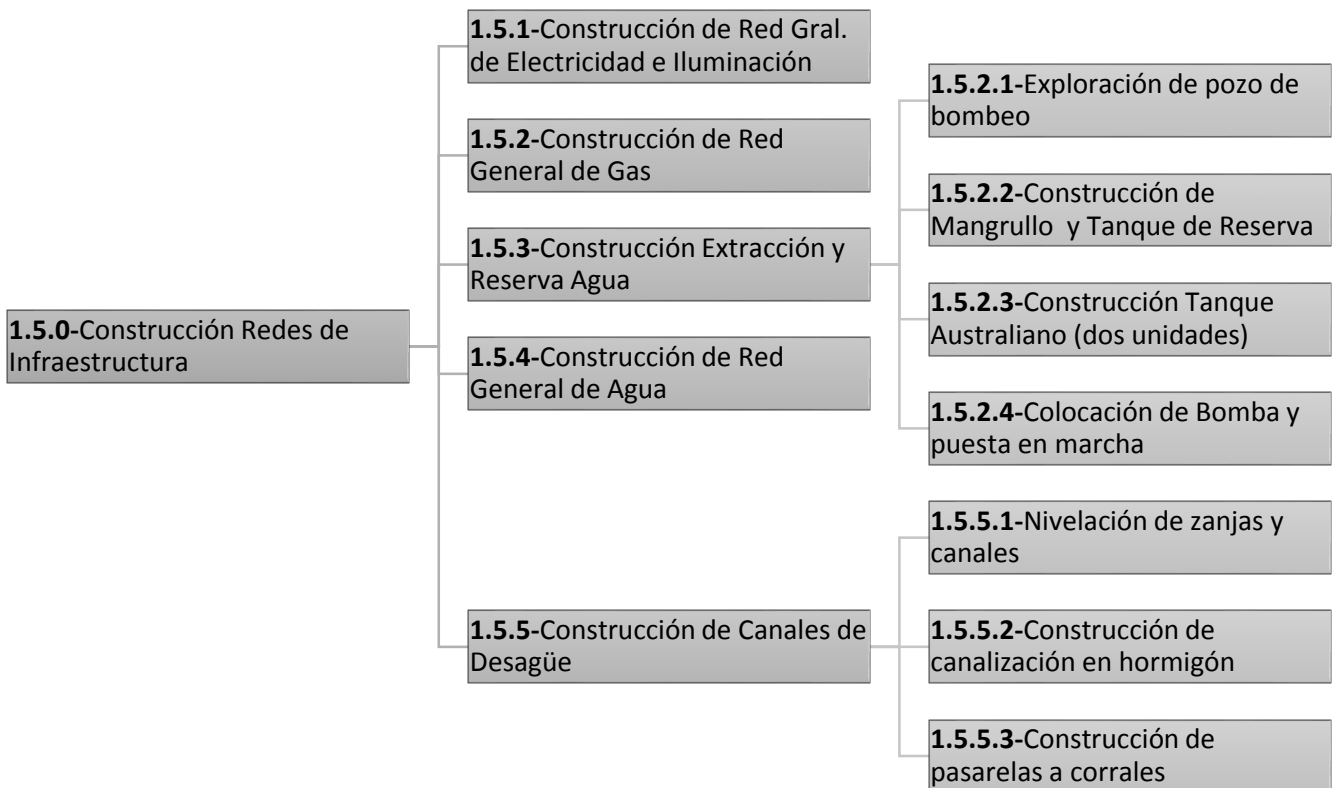 1.5.0-Construcción Redes de
Infraestructura
1.5.1-Construcción de Red Gral.
de Electricidad e Iluminación
1.5.2-Construcción de Red
General de Gas
1.5.3-Construcción Extracción y
Reserva Agua
1.5.2.1-Exploración de pozo de
bombeo
1.5.2.2-Construcción de
Mangrullo y Tanque de Reserva
1.5.2.3-Construcción Tanque
Australiano (dos unidades)
1.5.2.4-Colocación de Bomba y
puesta en marcha
1.5.4-Construcción de Red
General de Agua
1.5.5-Construcción de Canales de
Desagüe
1.5.5.1-Nivelación de zanjas y
canales
1.5.5.2-Construcción de
canalización en hormigón
1.5.5.3-Construcción de
pasarelas a corrales